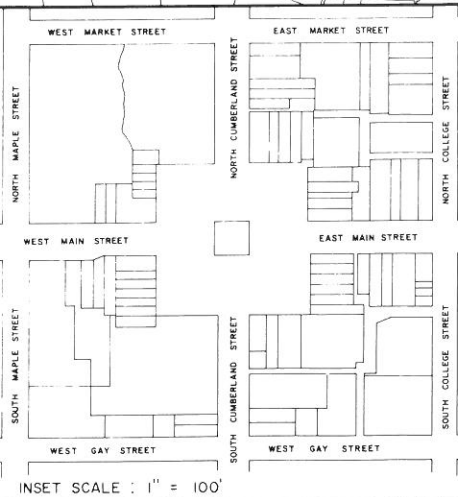 WEST MARKET STREET
EAST MARKET STREET
NORTH MAPLE STREET
NORTH CUMBERLAND STREET
NORTH COLLEGE STREET
WEST MAIN STREET
EAST MAIN STREET
SOUTH MAPLE STREET
SOUTH CUMBERLAND STREET
SOUTH COLLEGE STREET
WEST GAY STREET
WEST GAY STREET
INSET SCALE : 1" = 100'